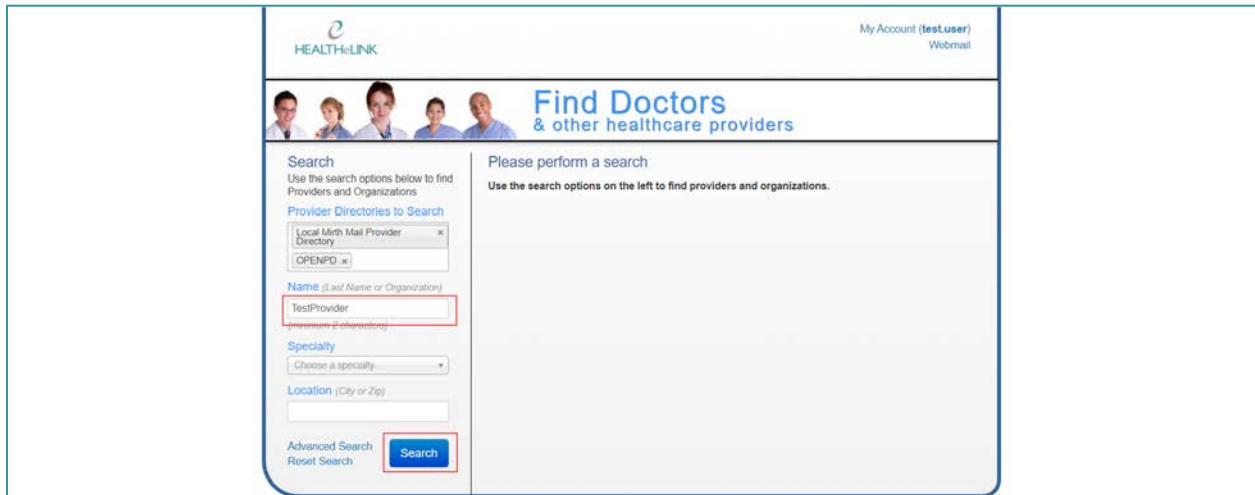 HEALTHeLINK
My Account (test.user)
Webmail
Find Doctors
& other healthcare providers
Search
Use the search options below to find
Providers and Organizations
Provider Directories to Search
Local Mirth Mail Provider ×
Directory
OPENPD ×
Name (Last Name or Organization)
TestProvider
(minimum 2 characters)
Specialty
Choose a specialty...
Location (City or Zip)
Advanced Search
Reset Search
Search
Please perform a search
Use the search options on the left to find providers and organizations.